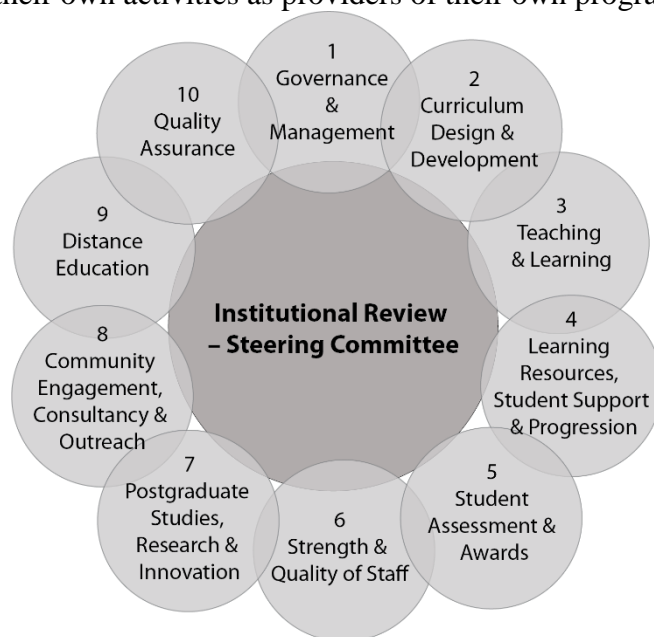 their own activities as providers of their own progra
1
Governance
&
Management
2
Curriculum
Design &
Development
3
Teaching
& Learning
4
Learning
Resources,
Student Support
& Progression
5
Student
Assessment &
Awards
6
Strength &
Quality of Staff
7
Postgraduate
Studies,
Research &
Innovation
8
Community
Engagement,
Consultancy &
Outreach
9
Distance
Education
10
Quality
Assurance
Institutional Review
– Steering Committee